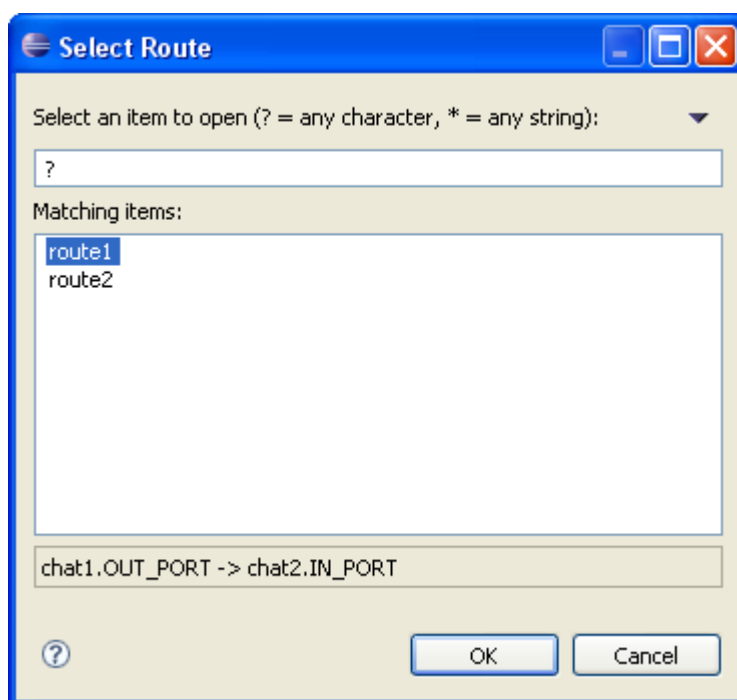 Select Route
Select an item to open (? = any character, * = any string):
?
Matching items:
route1
route2
chat1.OUT_PORT -> chat2.IN_PORT
?
OK
Cancel